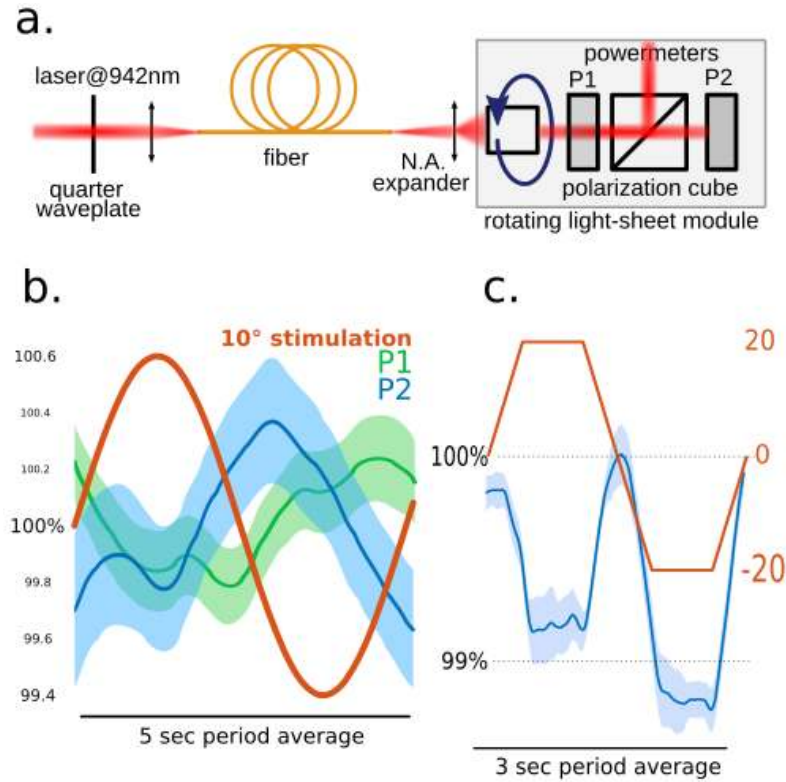 a.
laser@942nm
quarter
waveplate
fiber
N.A.
expander
powermeters
P1
P2
polarization cube
rotating light-sheet module
b.
10° stimulation
P1
P2
100.6
100.4
100.2
100%
99.8
99.6
99.4
5 sec period average
c.
20
100%
0
-20
99%
3 sec period average